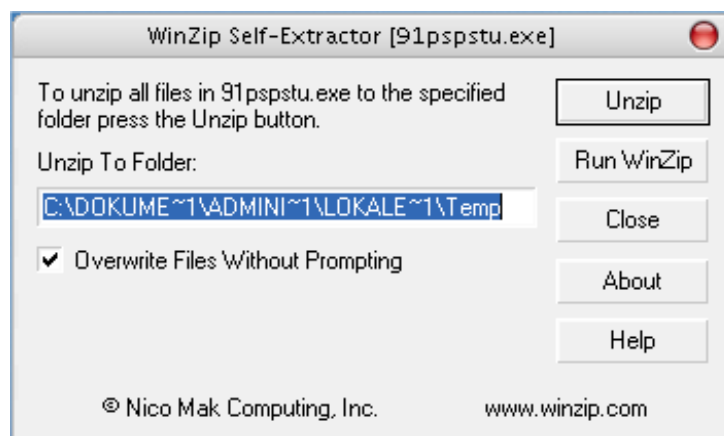 WinZip Self-Extractor [91pspstu.exe]
To unzip all files in 91pspstu.exe to the specified
folder press the Unzip button.
Unzip To Folder:
C:\DOKUME~1\ADMINI~1\LOKALE~1\Temp
Overwrite Files Without Prompting
Unzip
Run WinZip
Close
About
Help
© Nico Mak Computing, Inc.
www.winzip.com